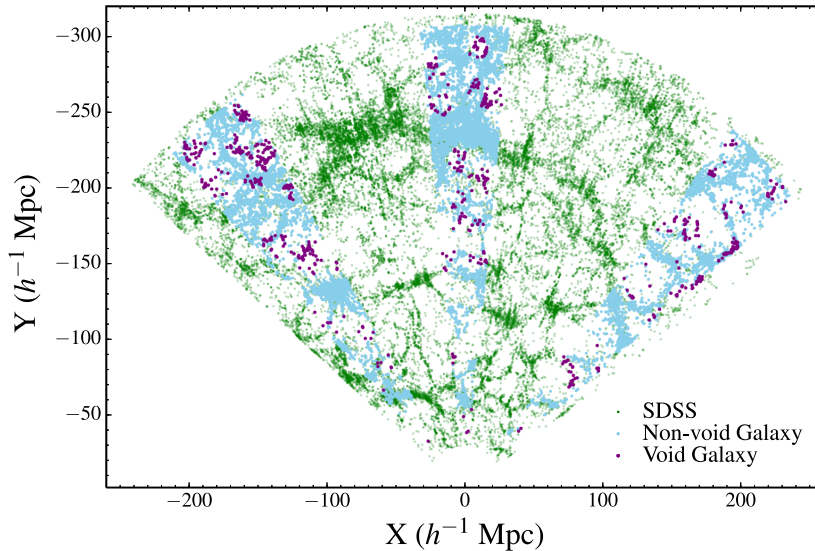 −300
−250
−200
−150
−100
−50
Y (h⁻¹ Mpc)
SDSS
Non-void Galaxy
Void Galaxy
−200 −100 0 100 200
X (h⁻¹ Mpc)